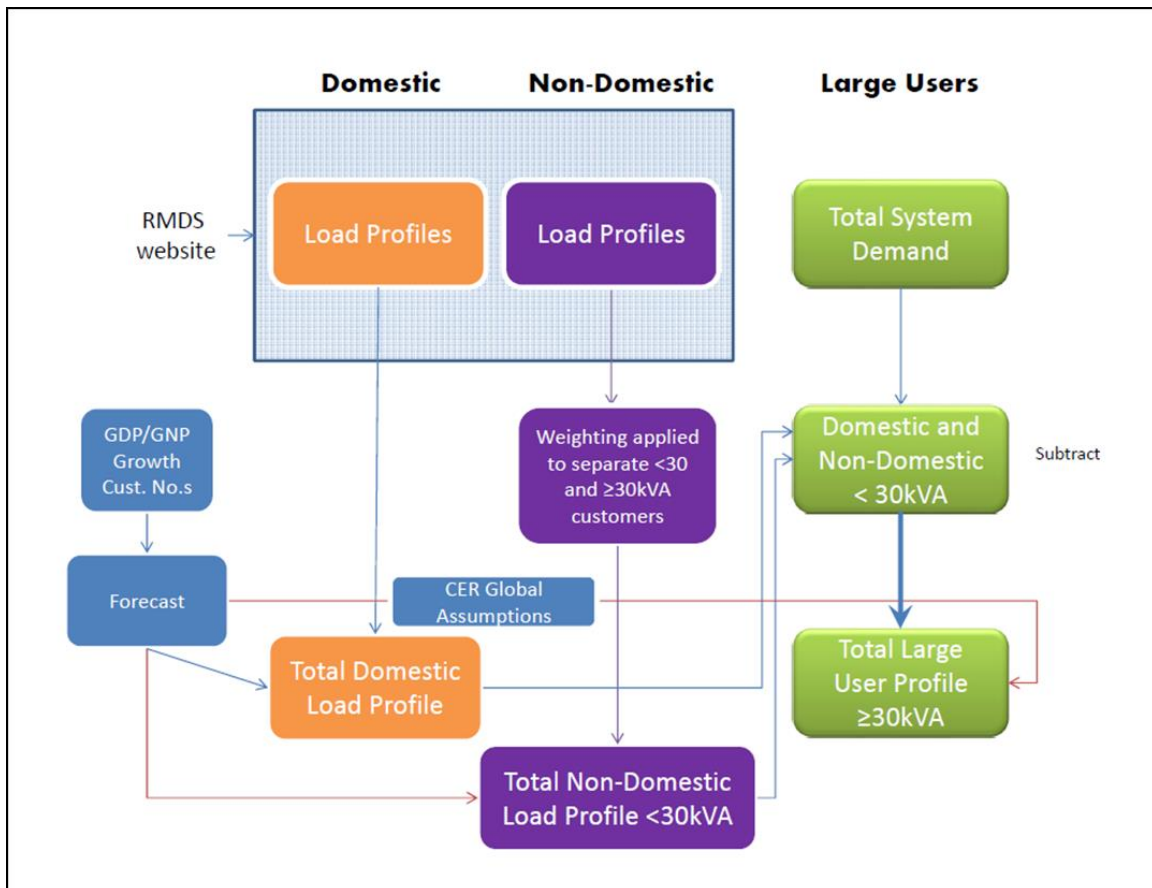 Domestic
Non-Domestic
Large Users
RMDS
website
Load Profiles
Load Profiles
Total System
Demand
GDP/GNP
Growth
Cust. No.s
Weighting applied
to separate <30
and ≥30kVA
customers
Domestic and
Non-Domestic
< 30kVA
Subtract
Forecast
CER Global
Assumptions
Total Domestic
Load Profile
Total Large
User Profile
≥30kVA
Total Non-Domestic
Load Profile <30kVA